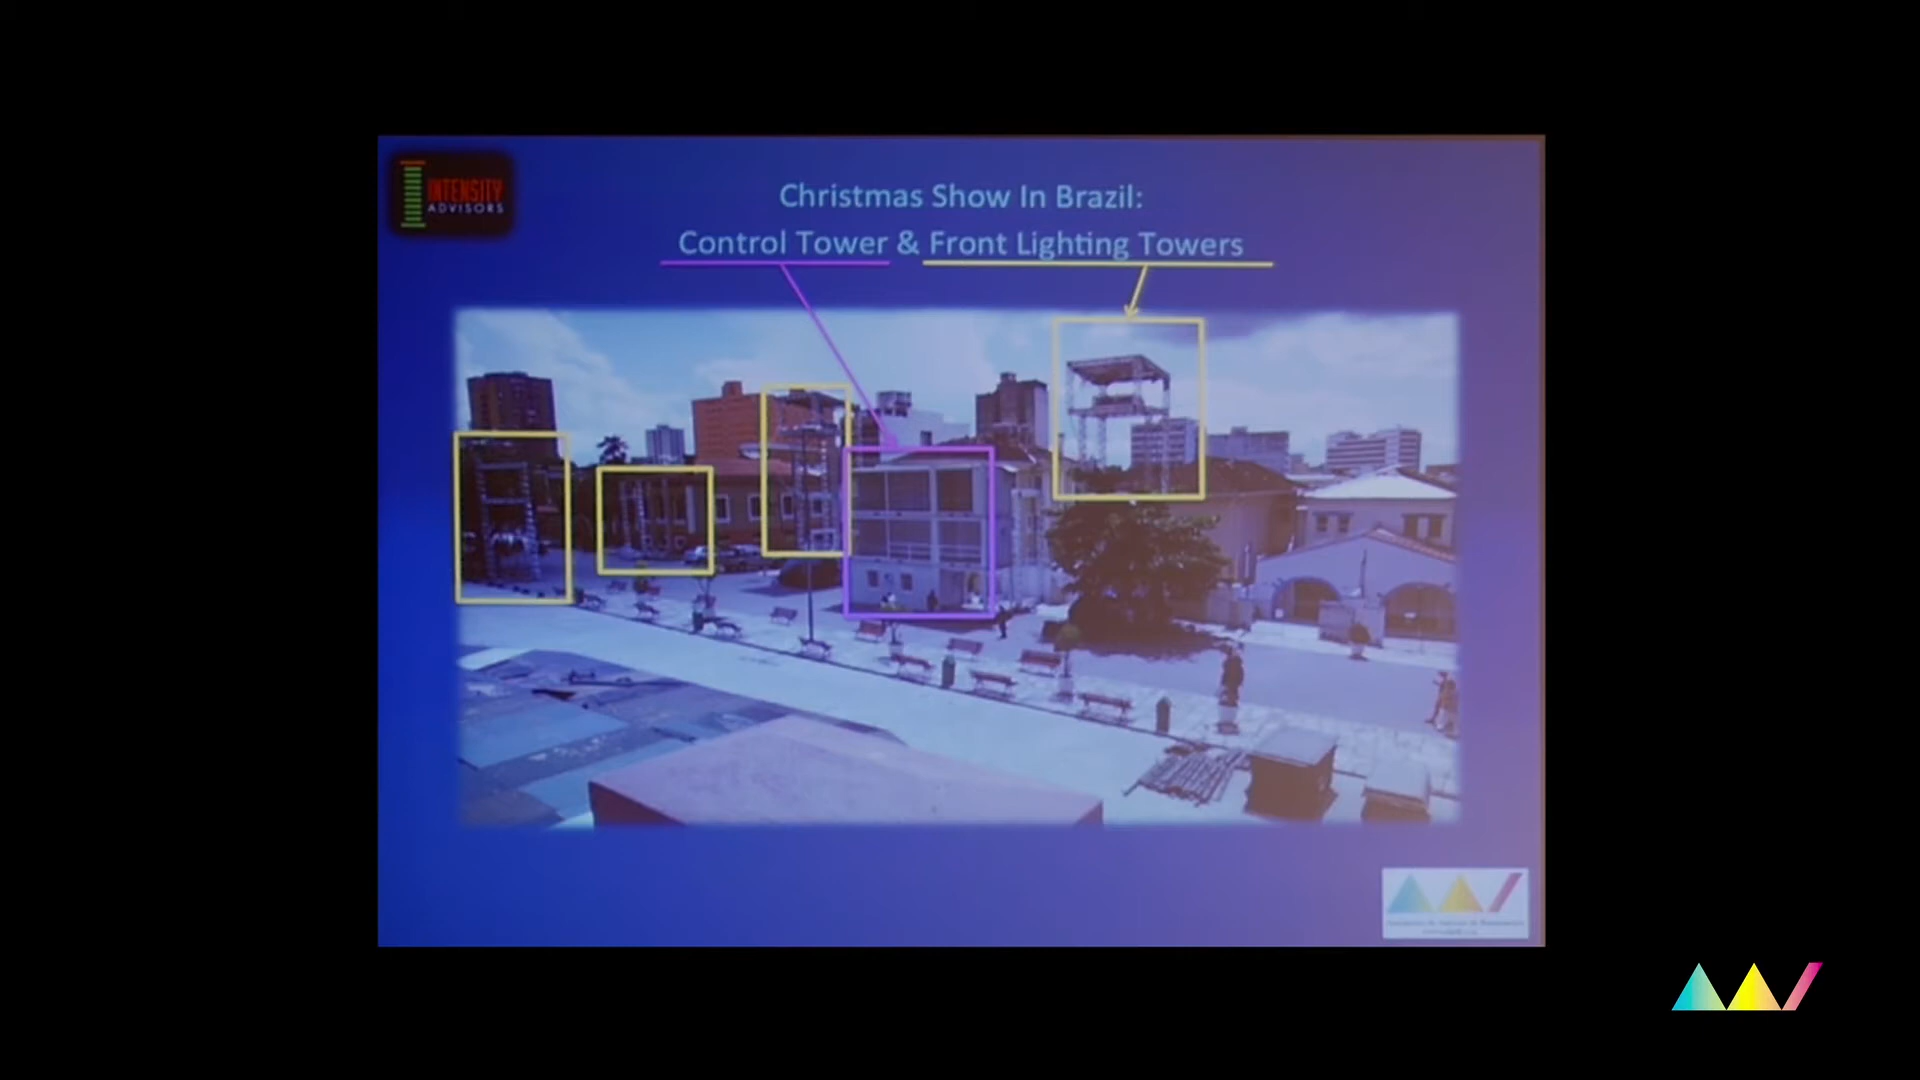 INTENSITY
ADVISORS
Christmas Show In Brazil:
Control Tower & Front Lighting Towers